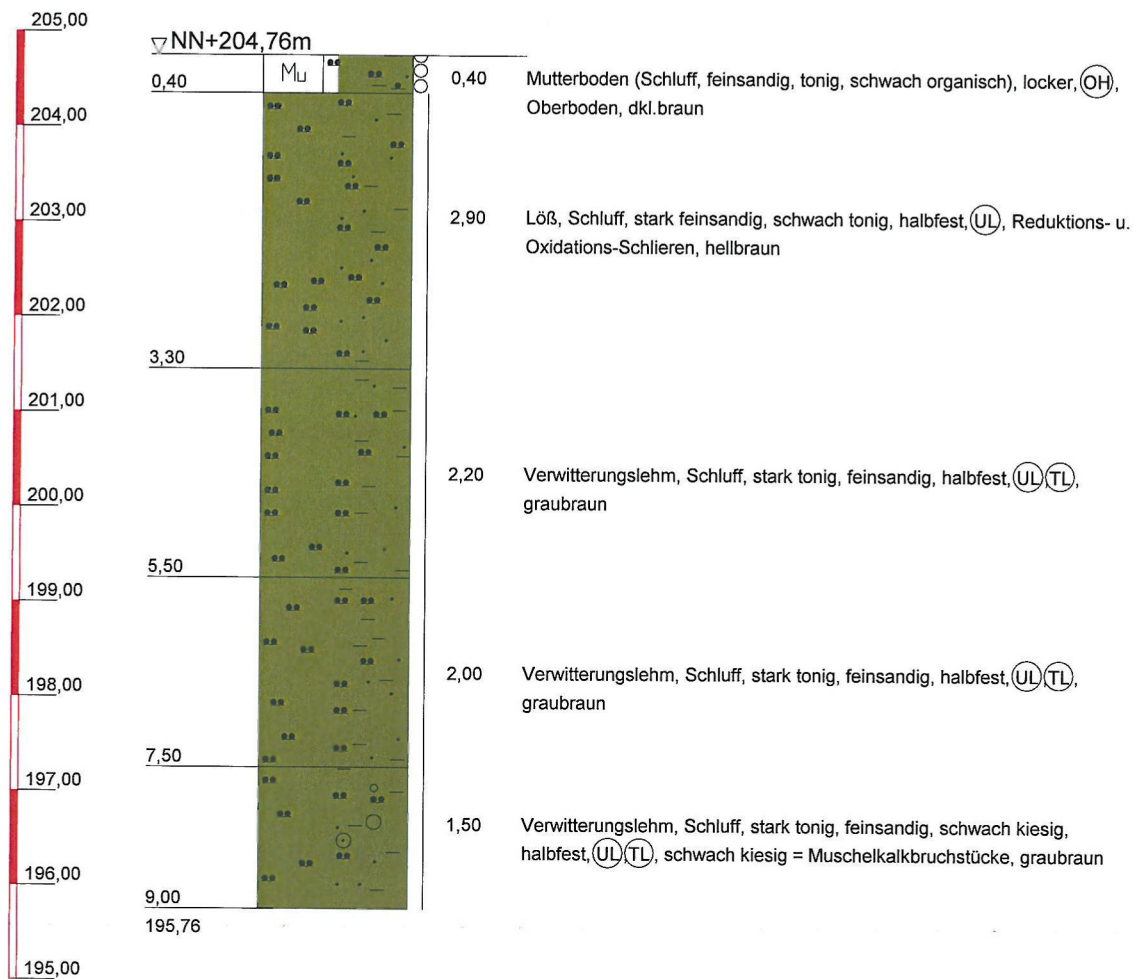 205,00
NN+204,76m
Mu
0,40
0,40 Mutterboden (Schluff, feinsandig, tonig, schwach organisch), locker, OH,
Oberboden, dkl.braun
204,00
203,00
2,90 Löß, Schluff, stark feinsandig, schwach tonig, halbfest, UL, Reduktions- u.
Oxidations-Schlieren, hellbraun
202,00
3,30
201,00
2,20 Verwitterungslehm, Schluff, stark tonig, feinsandig, halbfest, UL, TL,
graubraun
200,00
5,50
199,00
2,00 Verwitterungslehm, Schluff, stark tonig, feinsandig, halbfest, UL, TL,
graubraun
198,00
7,50
197,00
1,50 Verwitterungslehm, Schluff, stark tonig, feinsandig, schwach kiesig,
halbfest, UL, TL, schwach kiesig = Muschelkalkbruchstücke, graubraun
196,00
9,00
195,76
195,00